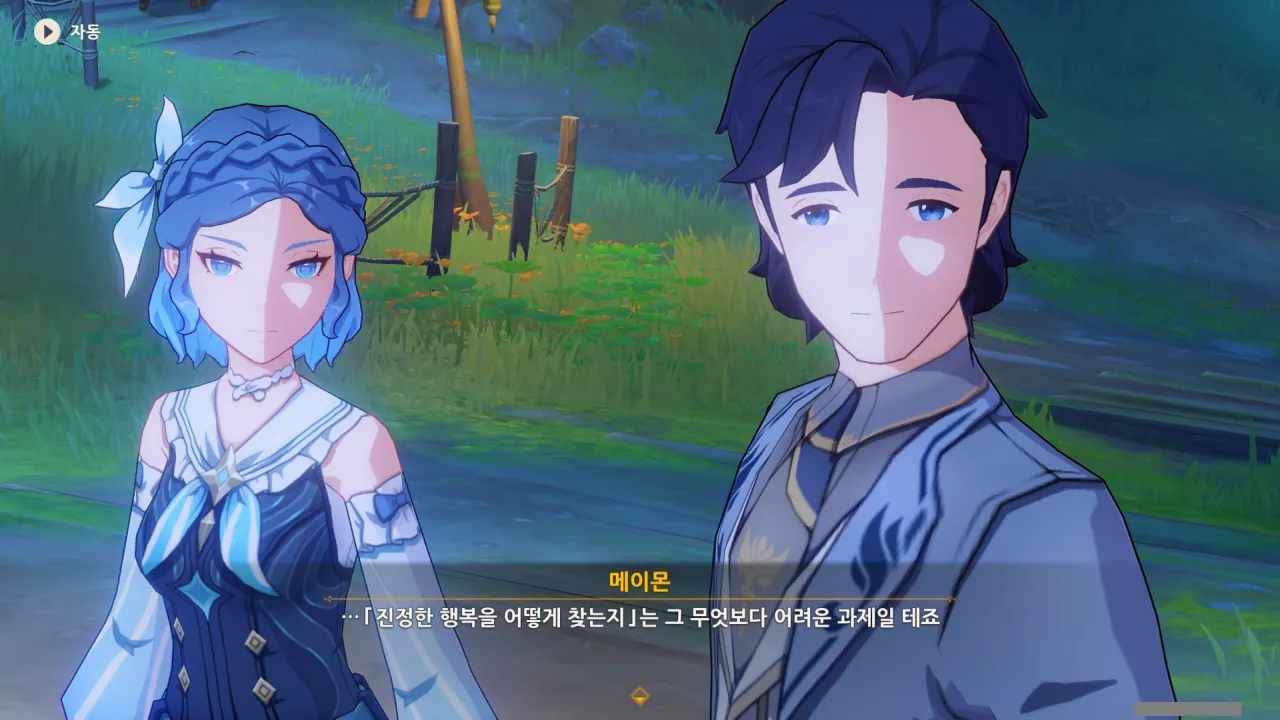 자동
메이몬
…「진정한 행복을 어떻게 찾는지」는 그 무엇보다 어려운 과제일 테죠